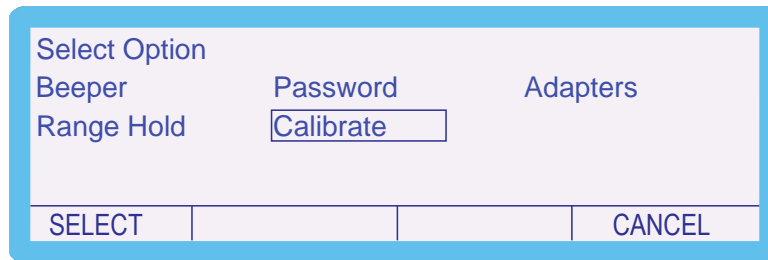 Select Option
Beeper Password Adapters
Range Hold Calibrate
SELECT CANCEL